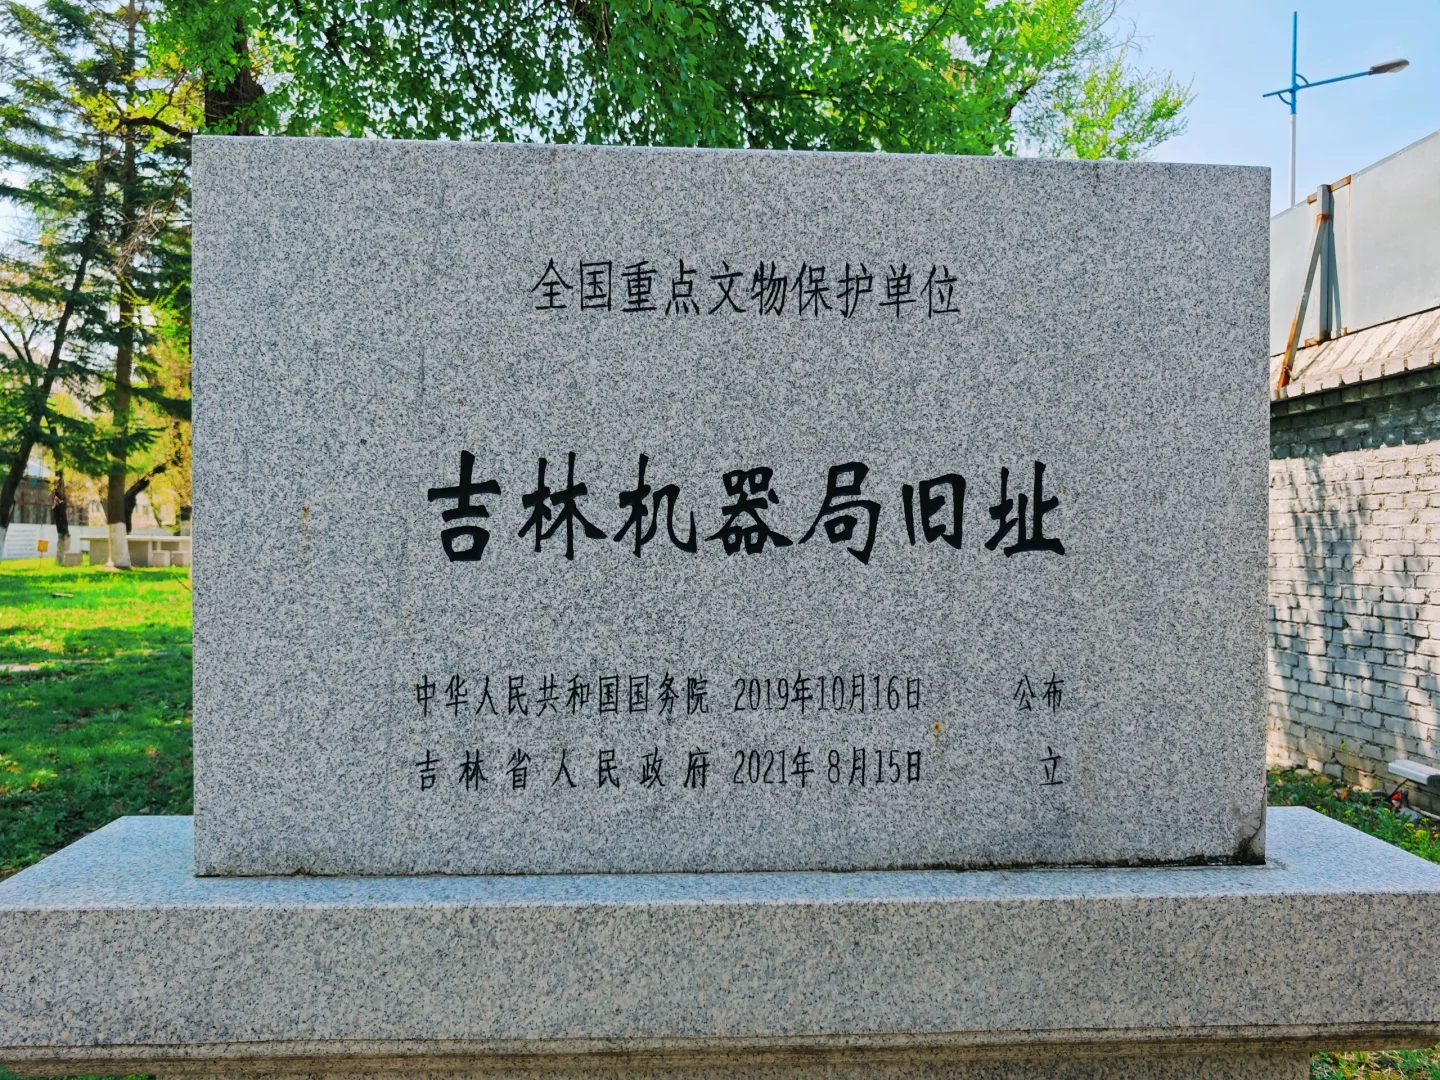 全国重点文物保护单位
吉林机器局旧址
中华人民共和国国务院 2019年10月16日 公布
吉林省人民政府 2021年8月15日 立